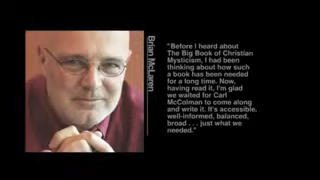 Brian McLaren
"Before I heard about
The Big Book of Christian
Mysticism, I had been
thinking about how such
a book has been needed
for a long time. Now,
having read it, I'm glad
we waited for Carl
McColman to come along
and write it. It's accessible,
well-informed, balanced,
broad . . . just what we
needed."